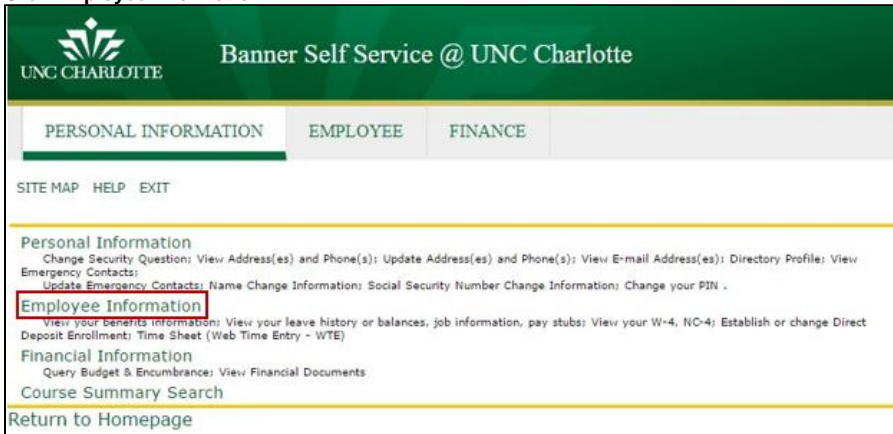 UNC CHARLOTTE
Banner Self Service @ UNC Charlotte
PERSONAL INFORMATION EMPLOYEE FINANCE
SITE MAP HELP EXIT
Personal Information
Change Security Question; View Address(es) and Phone(s); Update Address(es) and Phone(s); View E-mail Address(es); Directory Profile; View
Emergency Contacts;
Update Emergency Contacts; Name Change Information; Social Security Number Change Information; Change your PIN .
Employee Information
View your benefits information; View your leave history or balances, job information, pay stubs; View your W-4, NC-4; Establish or change Direct
Deposit Enrollment; Time Sheet (Web Time Entry - WTE)
Financial Information
Query Budget & Encumbrance; View Financial Documents
Course Summary Search
Return to Homepage